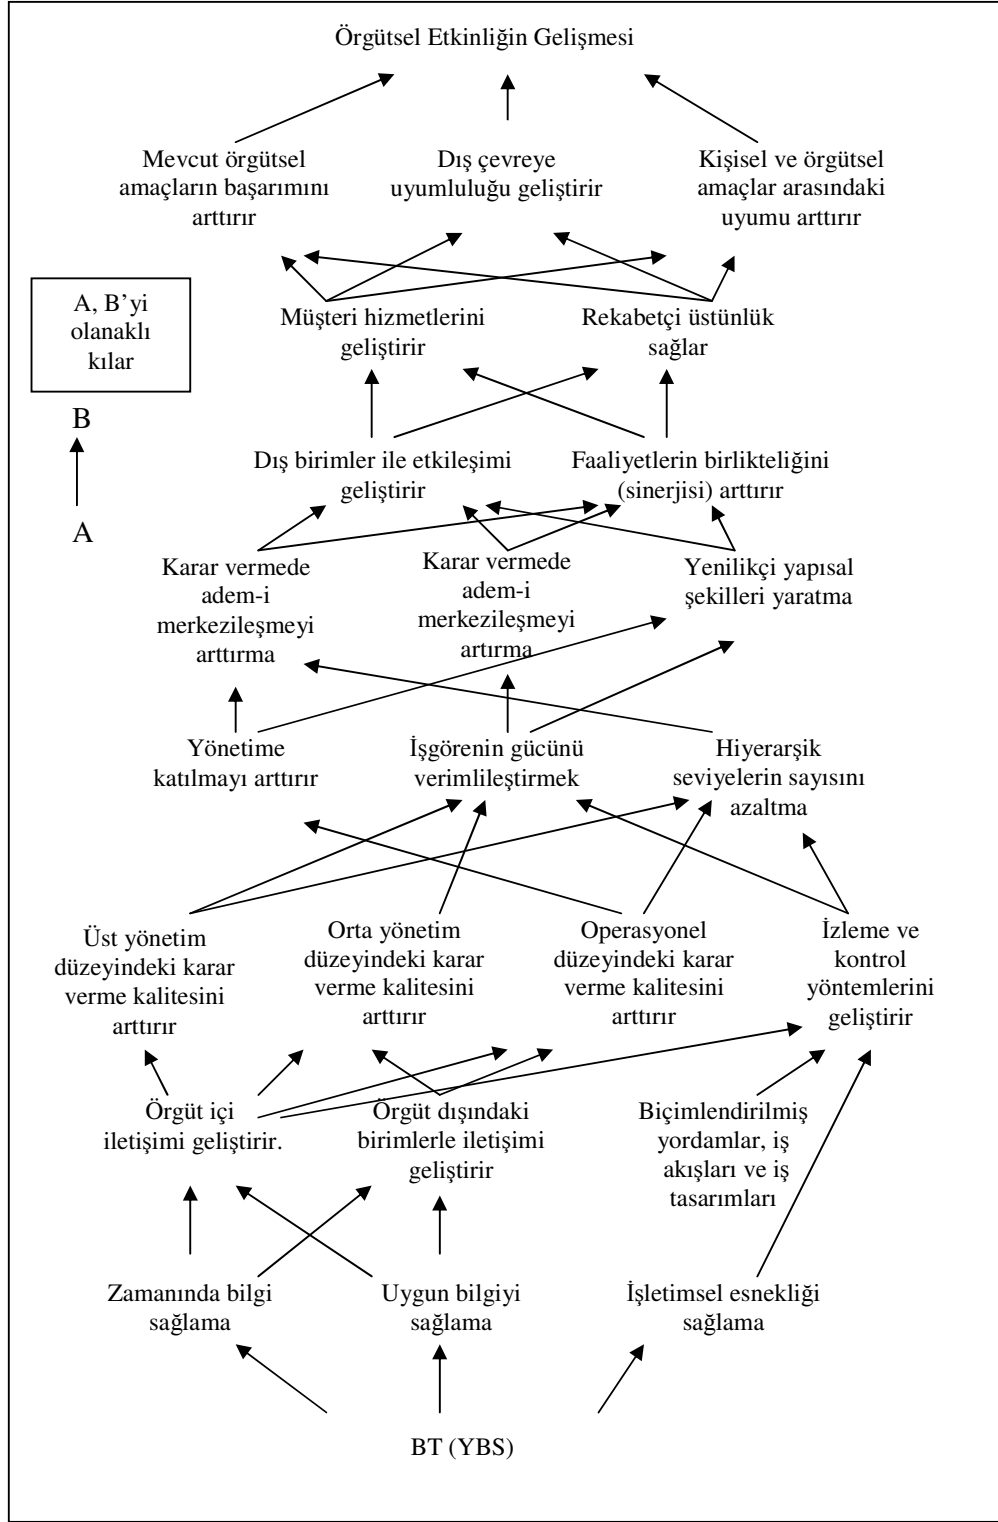 Örgütsel Etkinliğin Gelişmesi
Mevcut örgütsel
amaçların başarımını
arttırır
Dış çevreye
uyumluluğu geliştirir
Kişisel ve örgütsel
amaçlar arasındaki
uyumu arttırır
A, B’yi
olanaklı
kılar
B
A
Müşteri hizmetlerini
geliştirir
Rekabetçi üstünlük
sağlar
Dış birimler ile etkileşimi
geliştirir
Faaliyetlerin birlikteliğini
(sinerjisi) arttırır
Karar vermede
adem-i
merkezileşmeyi
arttırma
Karar vermede
adem-i
merkezileşmeyi
artırma
Yenilikçi yapısal
şekilleri yaratma
Yönetime
katılmayı arttırır
İşgörenin gücünü
verimlileştirmek
Hiyerarşik
seviyelerin sayısını
azaltma
Üst yönetim
düzeyindeki karar
verme kalitesini
arttırır
Orta yönetim
düzeyindeki karar
verme kalitesini
arttırır
Operasyonel
düzeyindeki karar
verme kalitesini
arttırır
İzleme ve
kontrol
yöntemlerini
geliştirir
Örgüt içi
iletişimi geliştirir.
Örgüt dışındaki
birimlerle iletişimi
geliştirir
Biçimlendirilmiş
yordamlar, iş
akışları ve iş
tasarımları
Zamanında bilgi
sağlama
Uygun bilgiyi
sağlama
İşletimsel esnekliği
sağlama
BT (YBS)